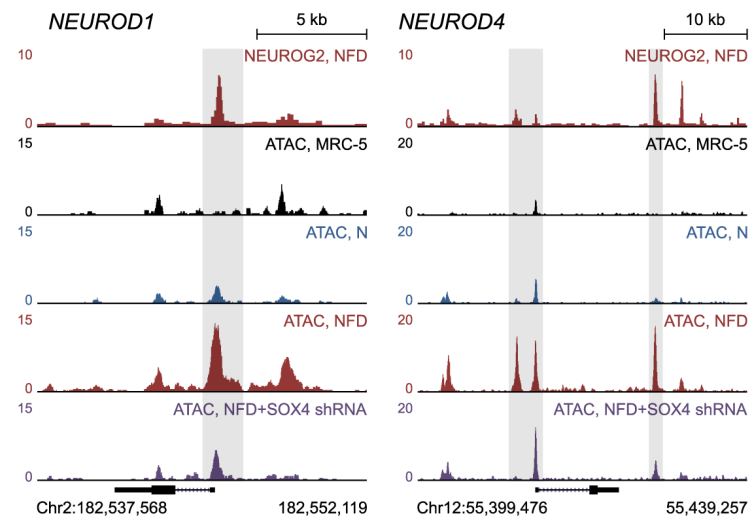 NEUROD1
5 kb
10
NEUROG2, NFD
0
15
ATAC, MRC-5
0
15
ATAC, N
0
15
ATAC, NFD
0
15
ATAC, NFD+SOX4 shRNA
0
Chr2:182,537,568
182,552,119
NEUROD4
10 kb
10
NEUROG2, NFD
0
20
ATAC, MRC-5
0
20
ATAC, N
0
20
ATAC, NFD
0
20
ATAC, NFD+SOX4 shRNA
0
Chr12:55,399,476
55,439,257